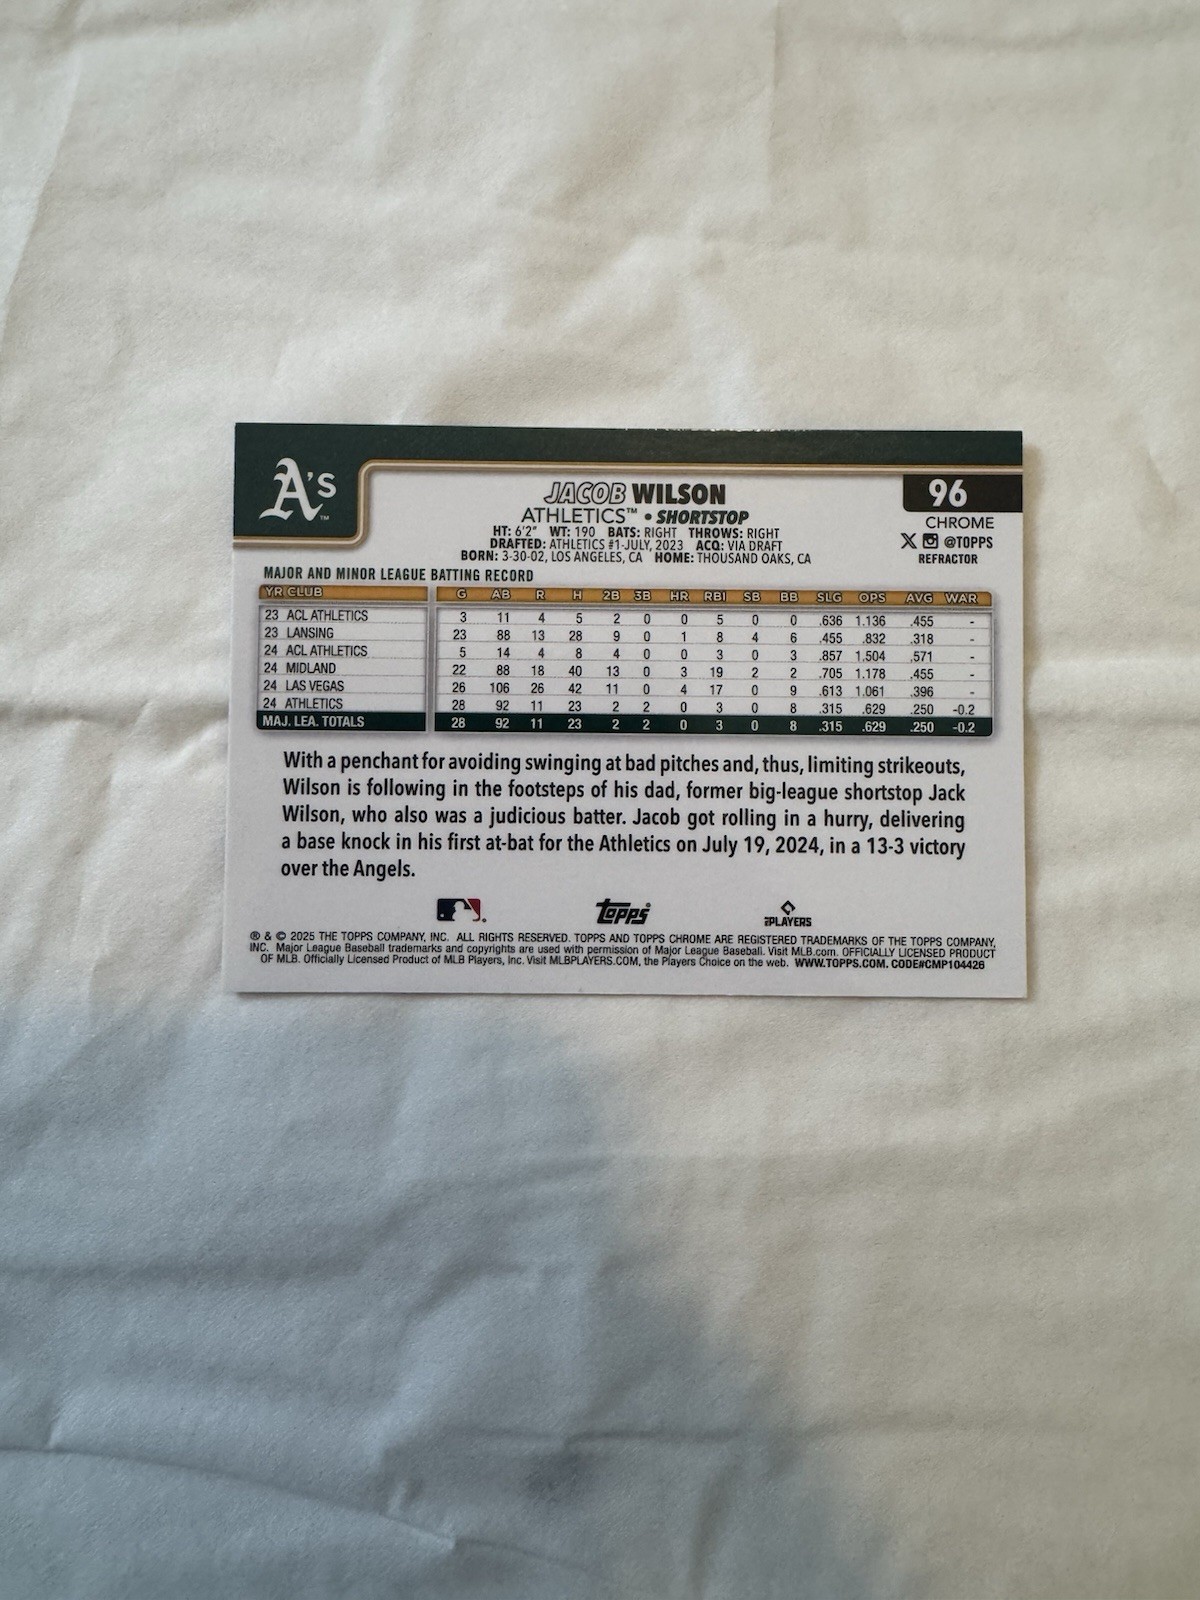 A's™
JACOB WILSON
96
ATHLETICS™ • SHORTSTOP
CHROME
HT: 6'2" WT: 190 BATS: RIGHT THROWS: RIGHT
@TOPPS
DRAFTED: ATHLETICS #1-JULY, 2023 ACQ: VIA DRAFT
REFRACTOR
BORN: 3-30-02, LOS ANGELES, CA HOME: THOUSAND OAKS, CA
MAJOR AND MINOR LEAGUE BATTING RECORD
YR CLUB G AB R H 2B 3B HR RBI SB BB SLG OPS AVG WAR
23 ACL ATHLETICS 3 11 4 5 2 0 0 5 0 0 .636 1.136 .455 -
23 LANSING 23 88 13 28 9 0 1 8 4 6 .455 .832 .318 -
24 ACL ATHLETICS 5 14 4 8 4 0 0 3 0 3 .857 1.504 .571 -
24 MIDLAND 22 88 18 40 13 0 3 19 2 2 .705 1.178 .455 -
24 LAS VEGAS 26 106 26 42 11 0 4 17 0 9 .613 1.061 .396 -
24 ATHLETICS 28 92 11 23 2 2 0 3 0 8 .315 .629 .250 -0.2
MAJ. LEA. TOTALS 28 92 11 23 2 2 0 3 0 8 .315 .629 .250 -0.2
With a penchant for avoiding swinging at bad pitches and, thus, limiting strikeouts,
Wilson is following in the footsteps of his dad, former big-league shortstop Jack
Wilson, who also was a judicious batter. Jacob got rolling in a hurry, delivering
a base knock in his first at-bat for the Athletics on July 19, 2024, in a 13-3 victory
over the Angels.
Topps
PLAYERS
® & © 2025 THE TOPPS COMPANY, INC. ALL RIGHTS RESERVED. TOPPS AND TOPPS CHROME ARE REGISTERED TRADEMARKS OF THE TOPPS COMPANY,
INC. Major League Baseball trademarks and copyrights are used with permission of Major League Baseball. Visit MLB.com. OFFICIALLY LICENSED PRODUCT
OF MLB. Officially Licensed Product of MLB Players, Inc. Visit MLBPLAYERS.COM, the Players Choice on the web. WWW.TOPPS.COM. CODE#CMP104426